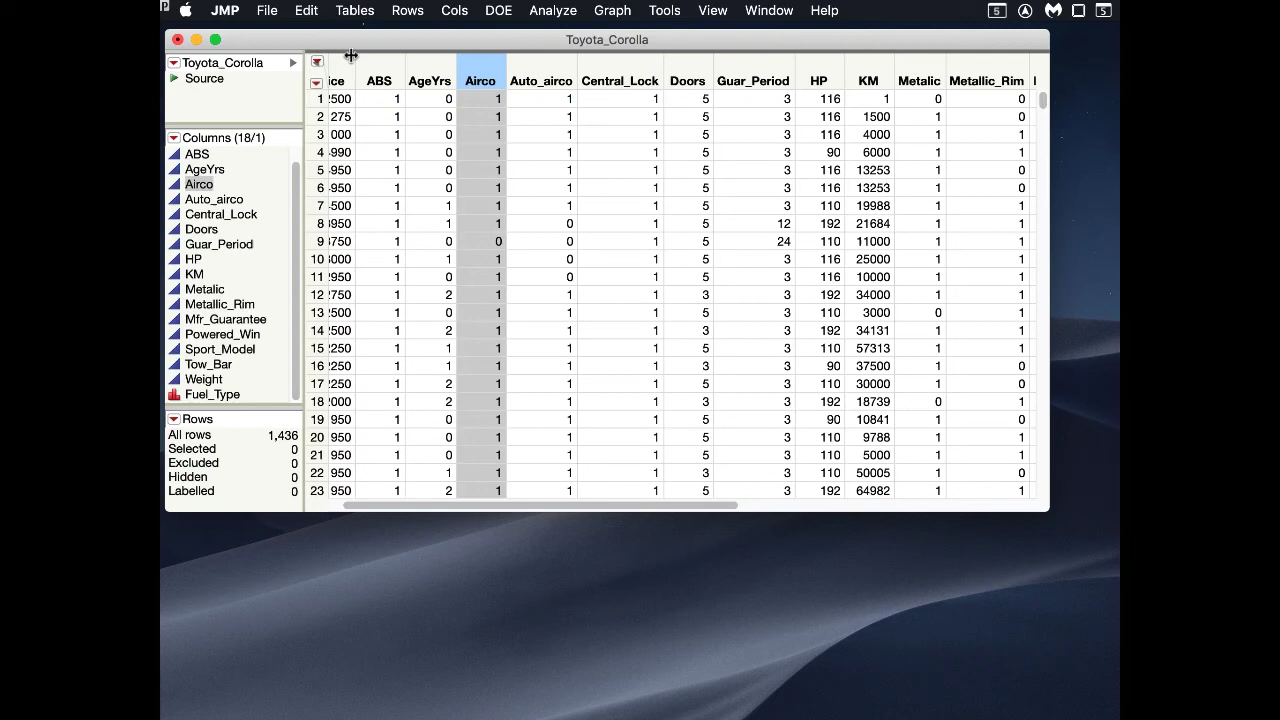 JMP File Edit Tables Rows Cols DOE Analyze Graph Tools View Window Help 5 5
Toyota_Corolla
Toyota_Corolla
Source
Columns (18/1)
ABS
AgeYrs
Airco
Auto_airco
Central_Lock
Doors
Guar_Period
HP
KM
Metalic
Metallic_Rim
Mfr_Guarantee
Powered_Win
Sport_Model
Tow_Bar
Weight
Fuel_Type
Rows
All rows 1,436
Selected 0
Excluded 0
Hidden 0
Labelled 0
ice ABS AgeYrs Airco Auto_airco Central_Lock Doors Guar_Period HP KM Metalic Metallic_Rim
1 2500 1 0 1 1 1 5 3 116 1 0 0
2 275 1 0 1 1 1 5 3 116 1500 1 0
3 000 1 0 1 1 1 5 3 116 4000 1 1
4 990 1 0 1 1 1 5 3 90 6000 1 1
5 950 1 0 1 1 1 5 3 116 13253 1 0
6 950 1 0 1 1 1 5 3 116 13253 1 0
7 500 1 1 1 1 1 5 3 110 19988 1 1
8 950 1 1 1 0 1 5 12 192 21684 1 1
9 750 1 0 0 0 1 5 24 110 11000 1 1
10 000 1 1 1 0 1 5 3 116 25000 1 1
11 950 1 0 1 0 1 5 3 116 10000 1 1
12 2750 1 2 1 1 1 3 3 192 34000 1 1
13 2500 1 0 1 1 1 5 3 110 3000 0 1
14 2500 1 2 1 1 1 3 3 192 34131 1 1
15 2250 1 1 1 1 1 5 3 110 57313 1 1
16 2250 1 1 1 1 1 3 3 90 37500 1 1
17 2250 1 2 1 1 1 5 3 110 30000 1 1
18 2000 1 2 1 1 1 3 3 192 18739 0 1
19 950 1 0 1 1 1 5 3 90 10841 1 0
20 950 1 0 1 1 1 5 3 110 9788 1 1
21 950 1 0 1 1 1 5 3 110 5000 1 1
22 950 1 1 1 1 1 3 3 110 50005 1 0
23 950 1 2 1 1 1 5 3 192 64982 1 1